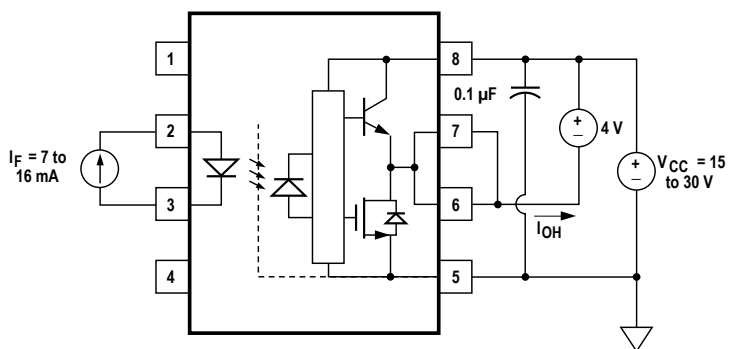 1
2
3
4
8
7
6
5
I_F = 7 to
16 mA
0.1 µF
+
–
4 V
+
–
V_CC = 15
to 30 V
I_OH